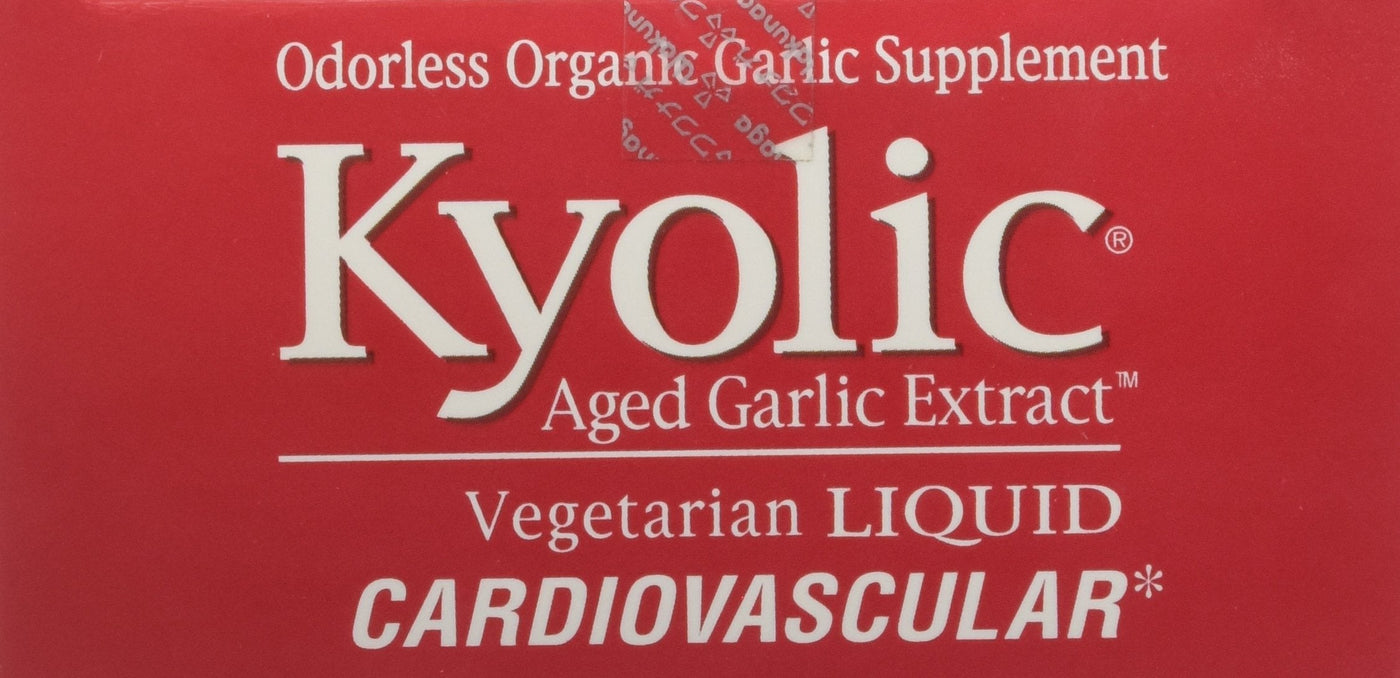 Odorless Organic Garlic Supplement
Kyolic®
Aged Garlic Extract™
Vegetarian LIQUID
CARDIOVASCULAR*